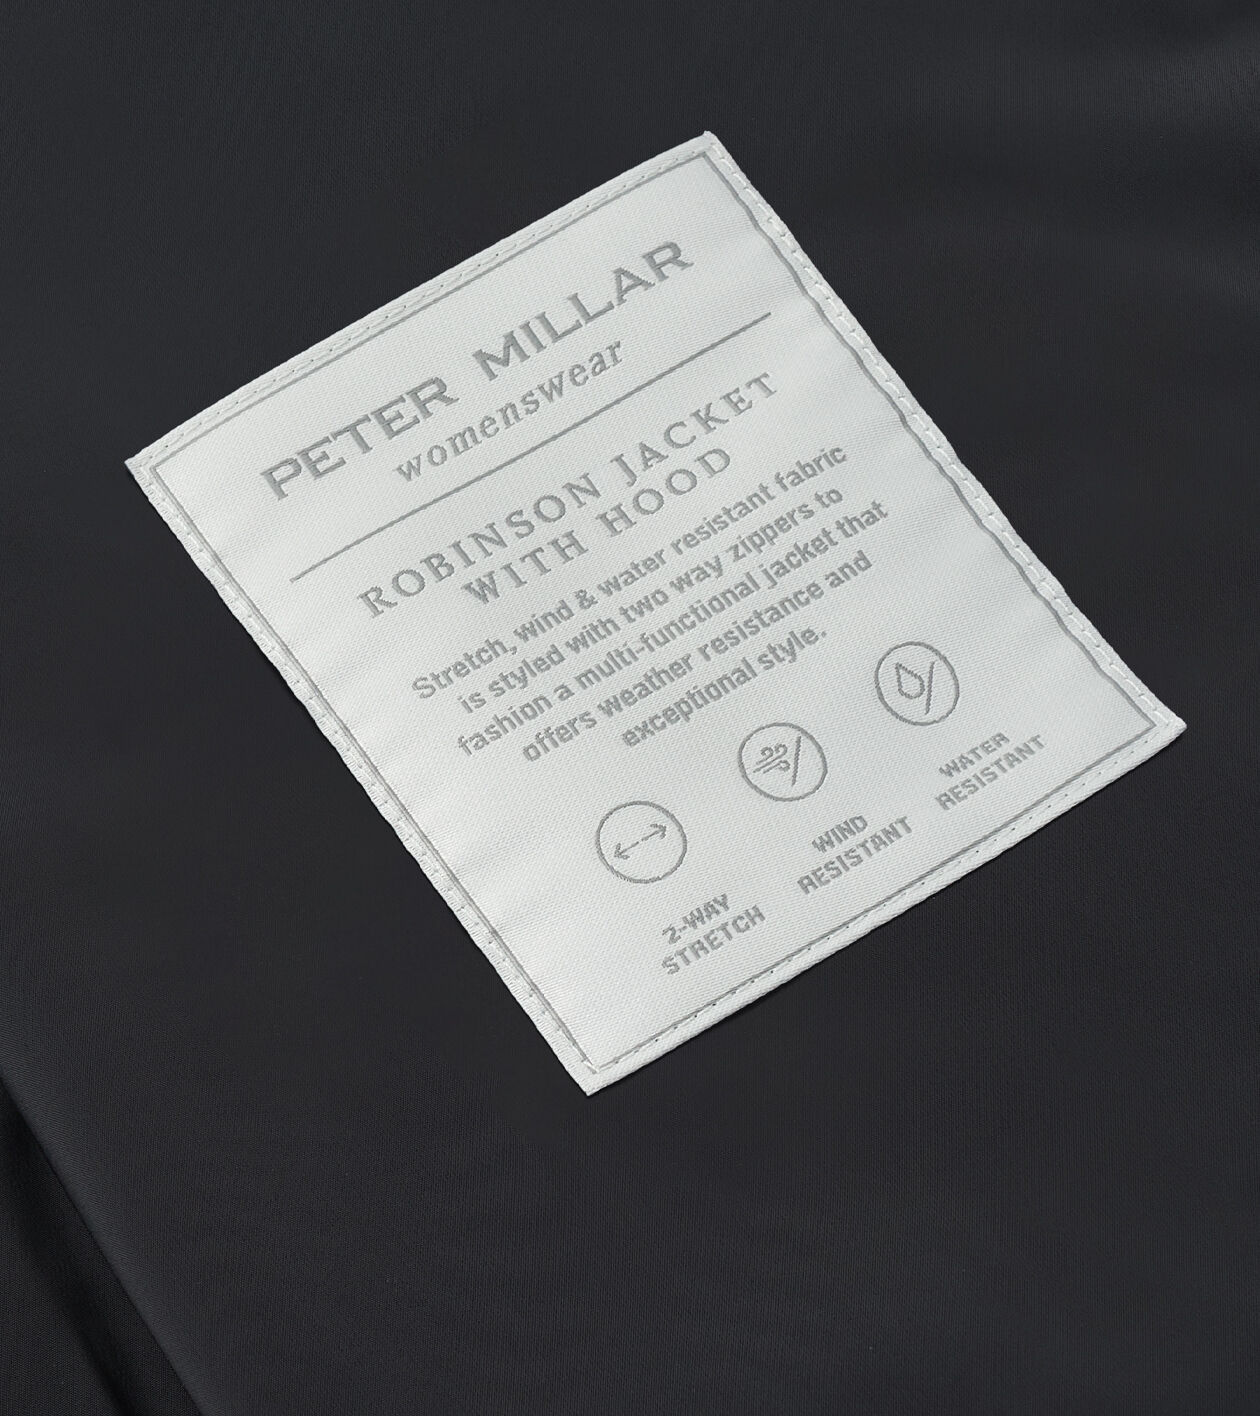 PETER MILLAR
womenswear
ROBINSON JACKET
WITH HOOD
Stretch, wind & water resistant fabric
is styled with two way zippers to
fashion a multi-functional jacket that
offers weather resistance and
exceptional style.
2-WAY
STRETCH
WIND
RESISTANT
WATER
RESISTANT